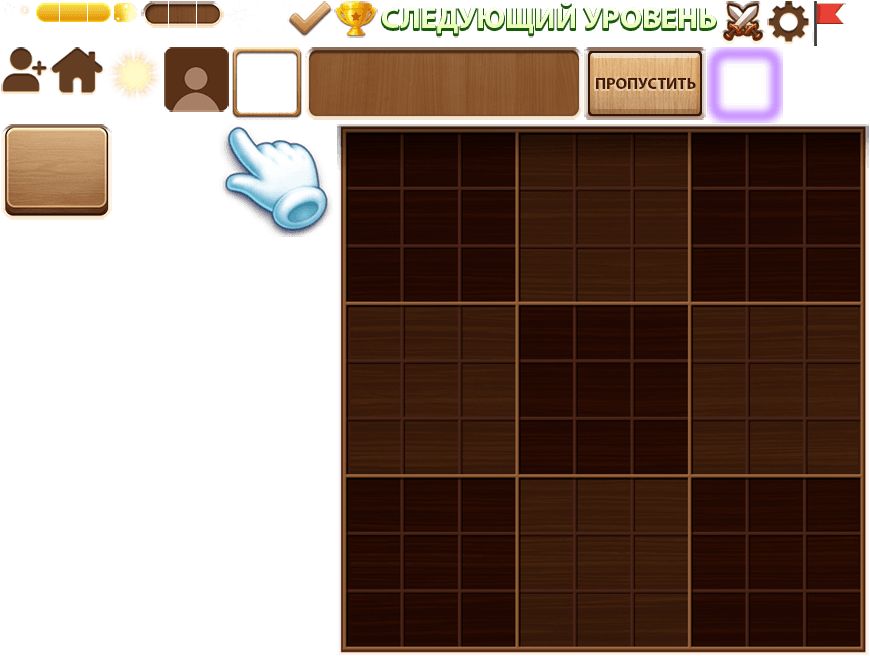 СЛЕДУЮЩИЙ УРОВЕНЬ
ПРОПУСТИТЬ